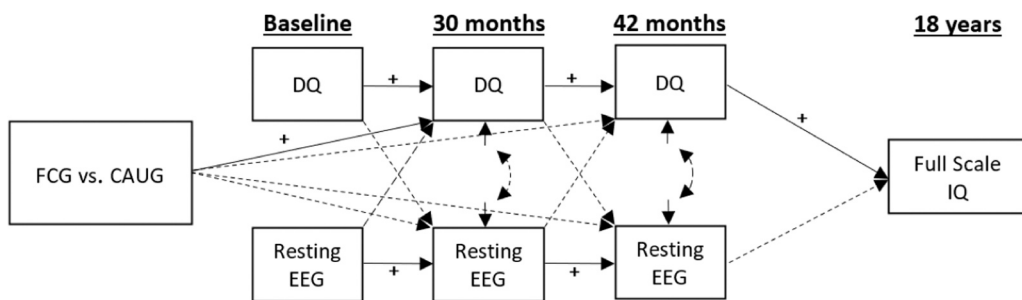 Baseline
30 months
42 months
18 years
DQ
+
DQ
+
DQ
+
+
FCG vs. CAUG
Full Scale
IQ
Resting
EEG
+
Resting
EEG
+
Resting
EEG